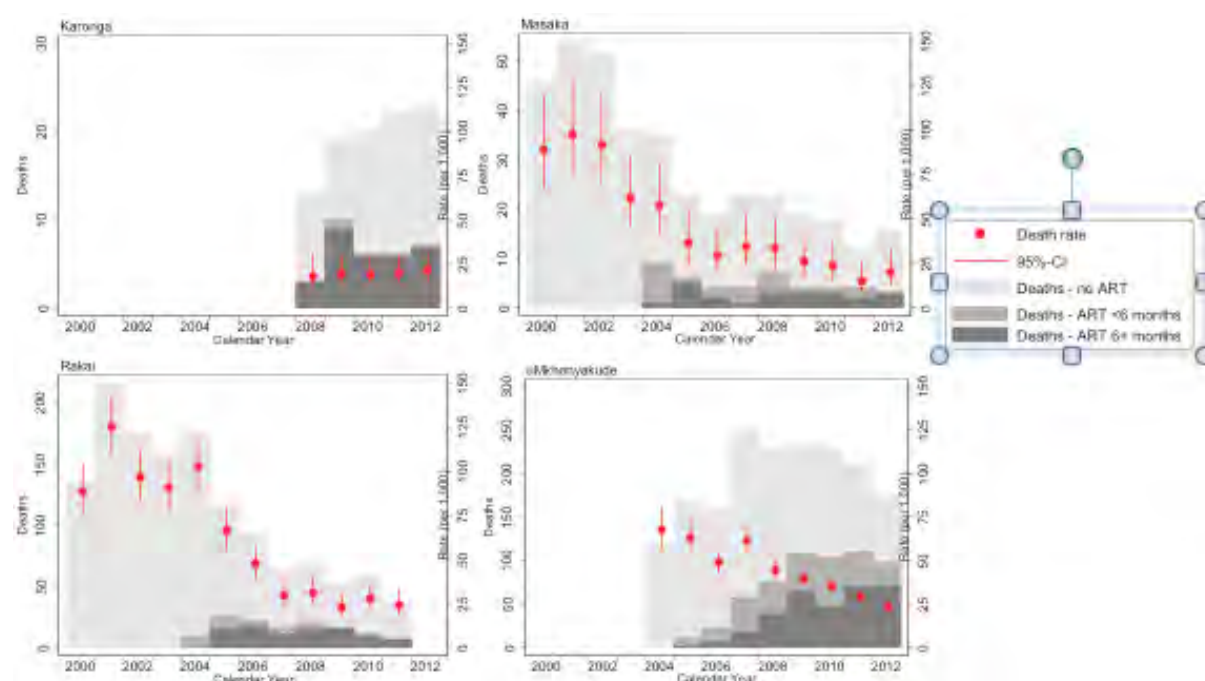 Karonga
30
20
10
0
Deaths
150
125
100
75
50
25
0
Rate (per 1,000)
2000 2002 2004 2006 2008 2010 2012
Calendar Year
Masaka
50
40
30
20
10
0
Deaths
150
125
100
75
50
25
0
Rate (per 1,000)
2000 2002 2004 2006 2008 2010 2012
Calendar Year
Death rate
95%-CI
Deaths - no ART
Deaths - ART <6 months
Deaths - ART 6+ months
Rakai
200
150
100
50
0
Deaths
150
125
100
75
50
25
0
Rate (per 1,000)
2000 2002 2004 2006 2008 2010 2012
Calendar Year
uMkhanyakude
300
250
200
150
100
50
0
Deaths
150
125
100
75
50
25
0
Rate (per 1,000)
2000 2002 2004 2006 2008 2010 2012
Calendar Year